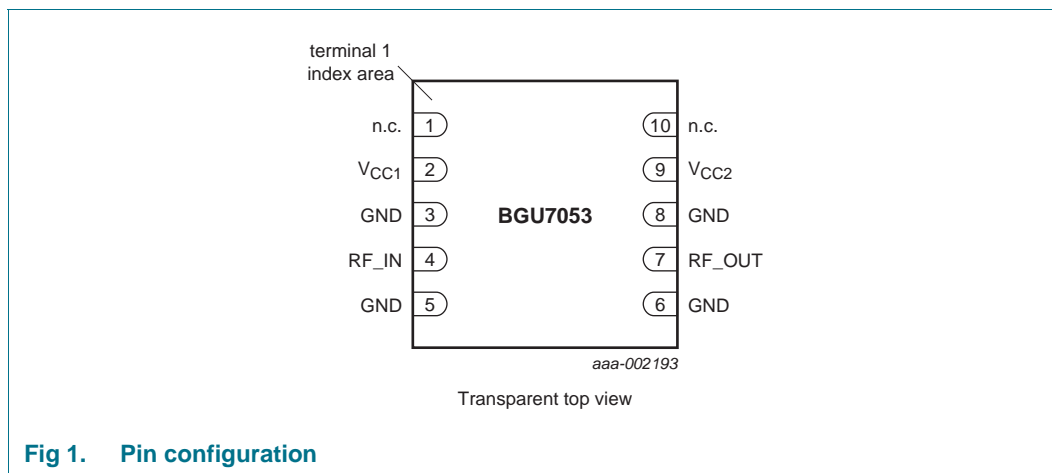 terminal 1
index area
n.c. 1 10 n.c.
VCC1 2 9 VCC2
GND 3 BGU7053 8 GND
RF_IN 4 7 RF_OUT
GND 5 6 GND
aaa-002193
Transparent top view
Fig 1. Pin configuration